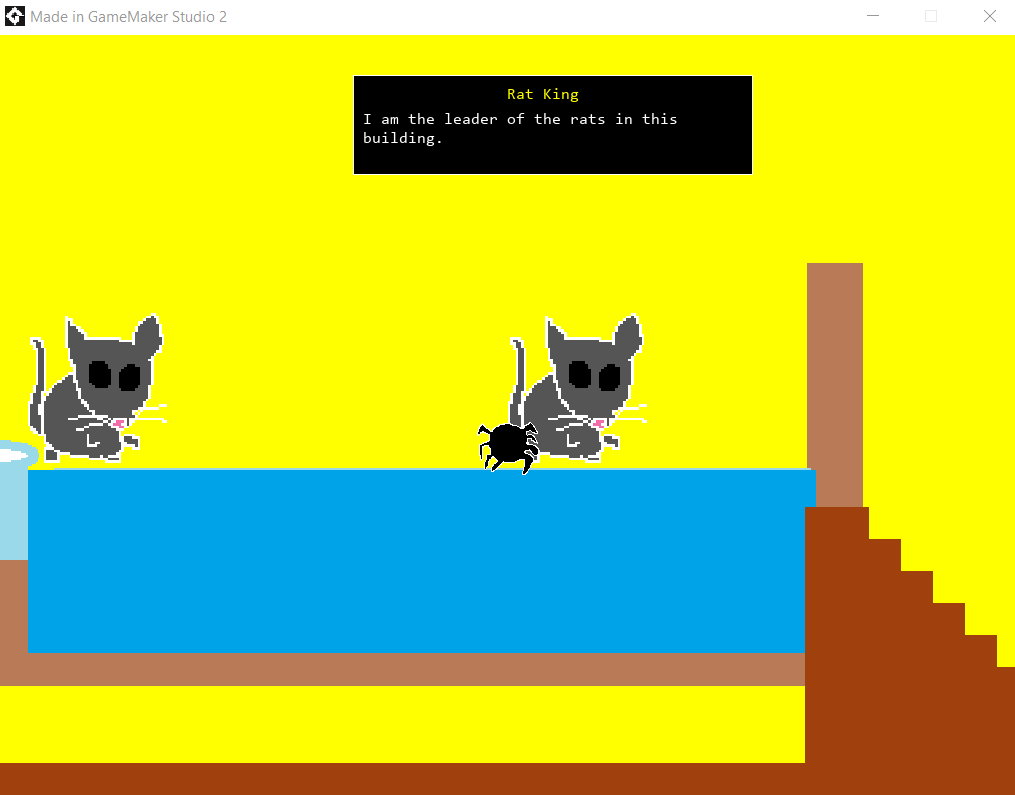 Made in GameMaker Studio 2
Rat King
I am the leader of the rats in this
building.